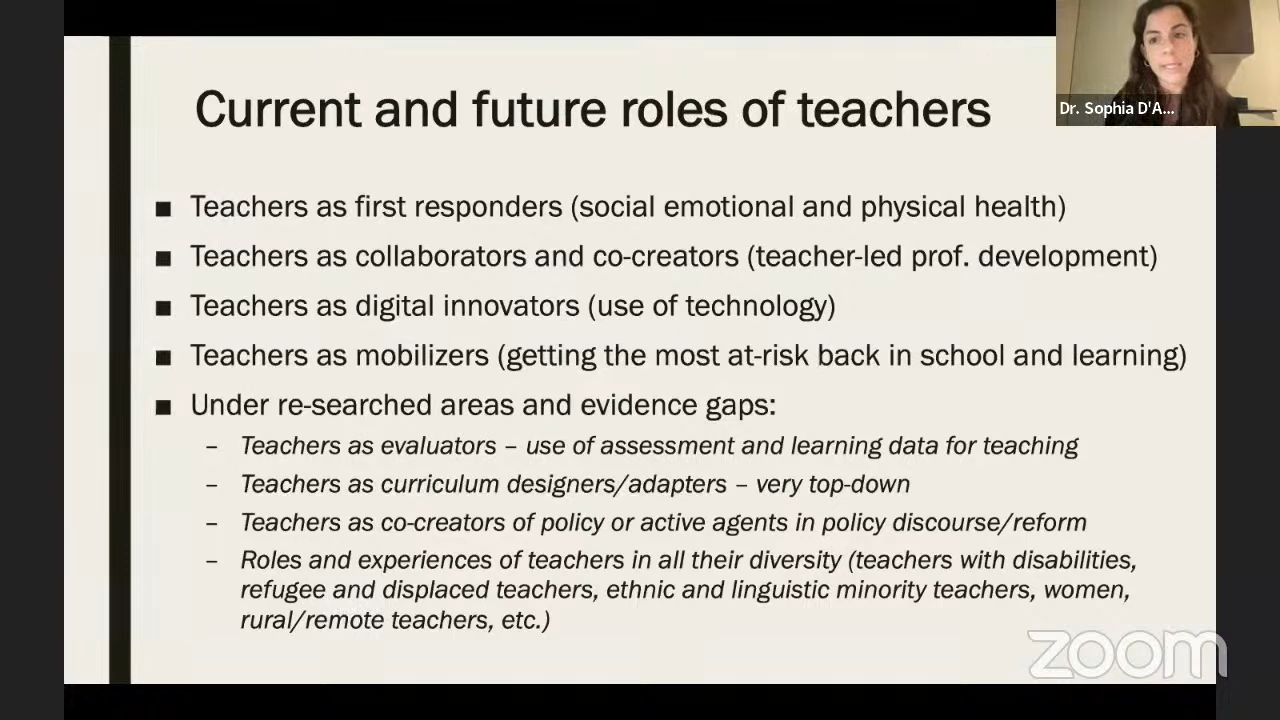 Current and future roles of teachers
Dr. Sophia D'A...
■ Teachers as first responders (social emotional and physical health)
■ Teachers as collaborators and co-creators (teacher-led prof. development)
■ Teachers as digital innovators (use of technology)
■ Teachers as mobilizers (getting the most at-risk back in school and learning)
■ Under re-searched areas and evidence gaps:
– Teachers as evaluators – use of assessment and learning data for teaching
– Teachers as curriculum designers/adapters – very top-down
– Teachers as co-creators of policy or active agents in policy discourse/reform
– Roles and experiences of teachers in all their diversity (teachers with disabilities,
refugee and displaced teachers, ethnic and linguistic minority teachers, women,
rural/remote teachers, etc.)
zoom